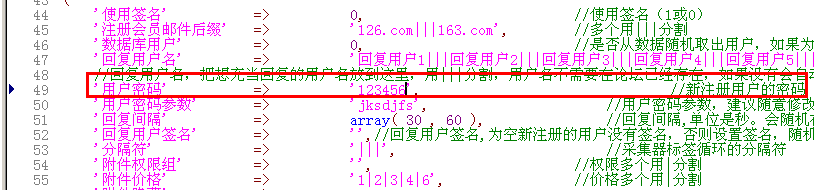 44 '使用签名' => 0, //使用签名（1或0）
45 '注册会员邮件后缀' => '126.com|||163.com', //多个用|||分割
46 '数据库用户' => 0, //是否从数据随机取出用户，如果为
47 '回复用户名' => '回复用户1|||回复用户2|||回复用户3|||回复用户4|||回复用户5||
48 //回复用户名，把想充当回复的用户名放到这里，用|||分割，用户名不需要在论坛已经存在，如果没有会自
49 '用户密码' => '123456', //新注册用户的密码
50 '用户密码参数' => 'jksdjfs', //用户密码参数，建议随意修改
51 '回复间隔' => array( 30 , 60 ), //回复间隔,单位是秒。会随机在
52 '回复用户签名' => '',//回复用户签名,为空新注册的用户没有签名，否则设置签名，随机
53 '分隔符' => '|||', //采集器标签循环的分隔符
54 '附件权限组' => '', //权限多个用|分割
55 '附件价格' => '1|2|3|4|6', //价格多个用|分割